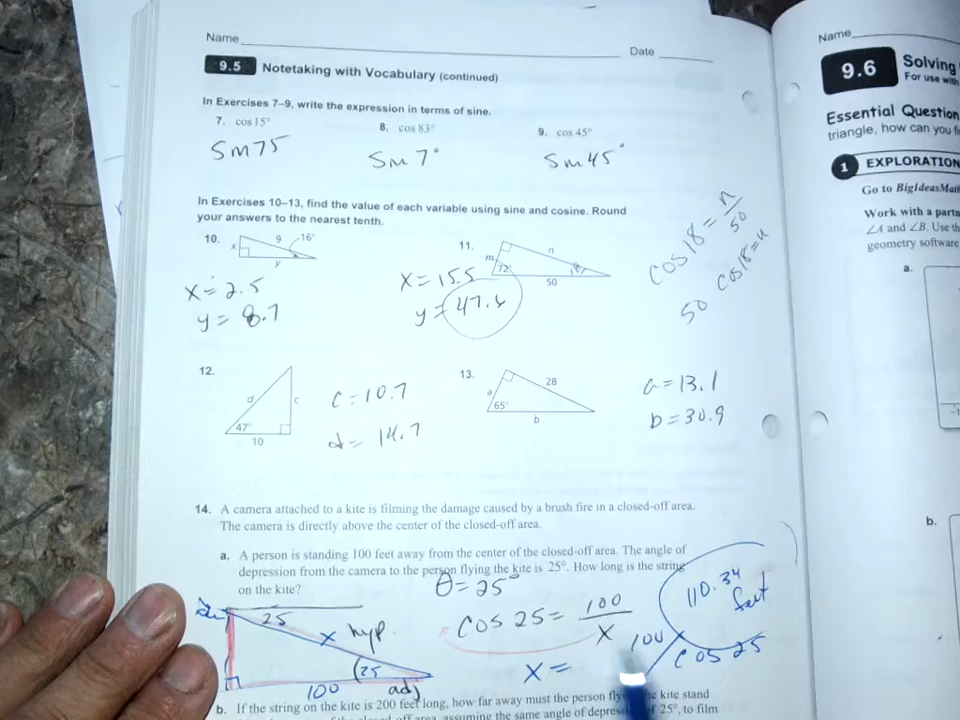 Name
Date
9.5 Notetaking with Vocabulary (continued)
In Exercises 7–9, write the expression in terms of sine.
7. cos 15°
8. cos 83°
9. cos 45°
Sin 75
Sin 7°
Sin 45°
In Exercises 10–13, find the value of each variable using sine and cosine. Round
your answers to the nearest tenth.
10.
x
9
16°
y
x = 2.5
y = 8.7
11.
m
n
72°
18
50
x = 15.5
y = 47.6
cos 18 = n/50
50 cos 18 = n
12.
d
c
47°
10
c = 10.7
d = 14.7
13.
a
28
65°
b
a = 13.1
b = 30.9
14. A camera attached to a kite is filming the damage caused by a brush fire in a closed-off area.
The camera is directly above the center of the closed-off area.
a. A person is standing 100 feet away from the center of the closed-off area. The angle of
depression from the camera to the person flying the kite is 25°. How long is the string
on the kite?
θ = 25°
25
x hyp.
25
100 adj
cos 25 = 100/x
x =
100
cos 25
110.34
feet
b. If the string on the kite is 200 feet long, how far away must the person
kite stand
25°, to film
Name
9.6 Solving
For use with
Essential Question
triangle, how can you
1 EXPLORATION
Go to
Work with a partn
∠A and ∠B. Use the
geometry software
a.
b.